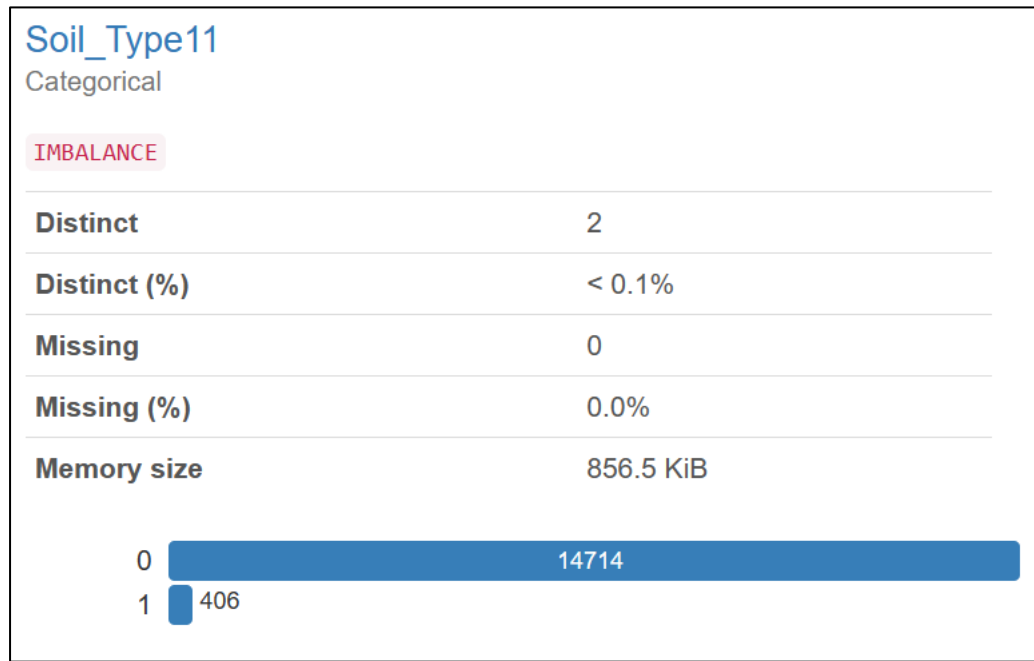 Soil_Type11
Categorical
IMBALANCE
Distinct 2
Distinct (%) < 0.1%
Missing 0
Missing (%) 0.0%
Memory size 856.5 KiB
0 14714
1 406